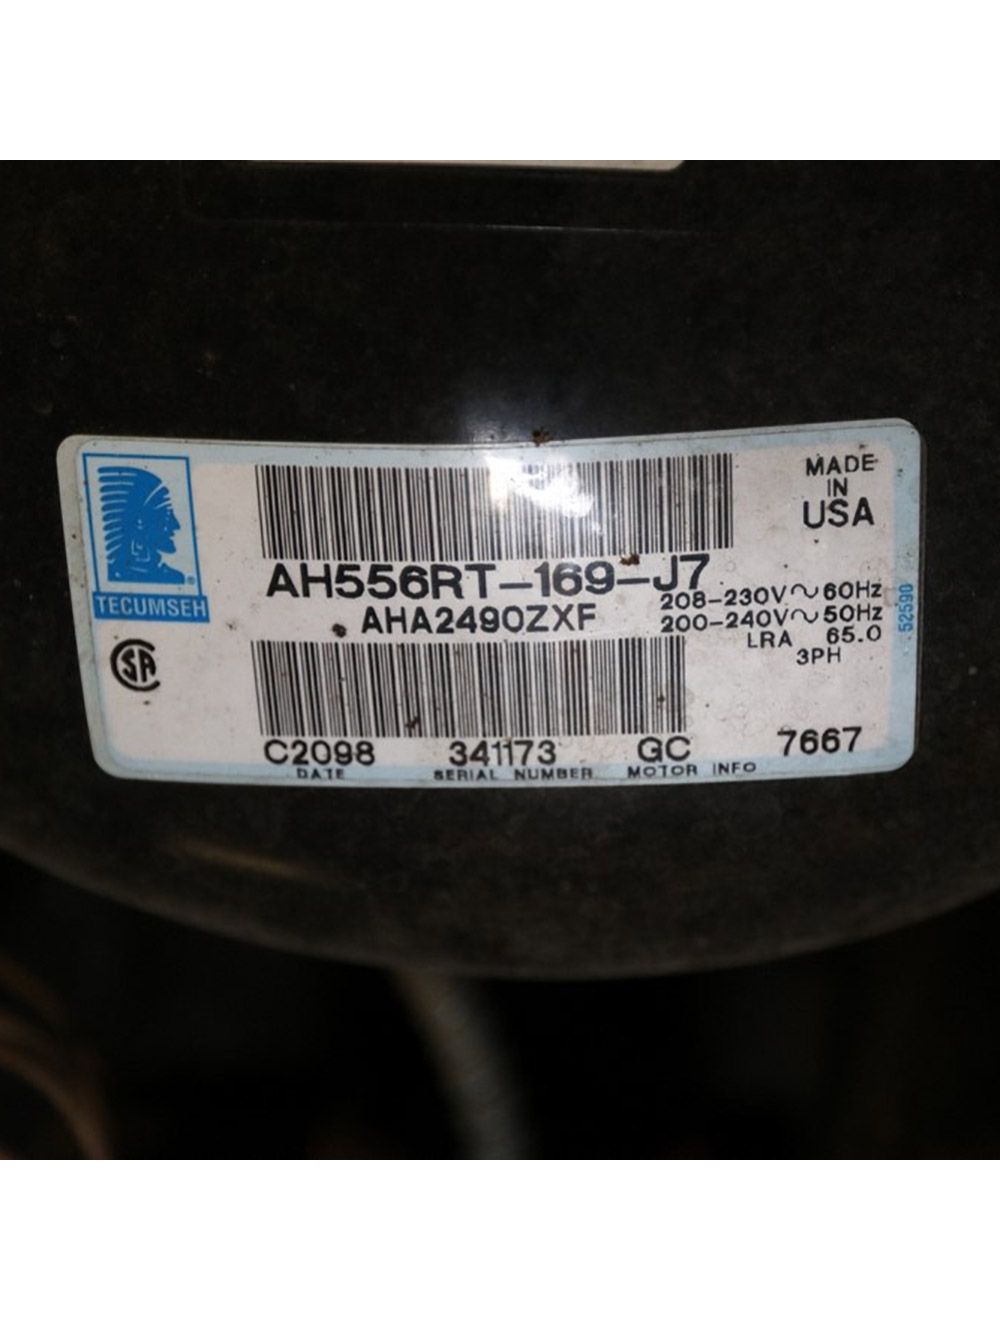 MADE
IN
USA
TECUMSEH
AH556RT-169-J7
AHA2490ZXF
208-230V~60Hz
200-240V~50Hz
LRA 65.0
3PH
52590
SA
C2098 341173 GC 7667
DATE SERIAL NUMBER MOTOR INFO